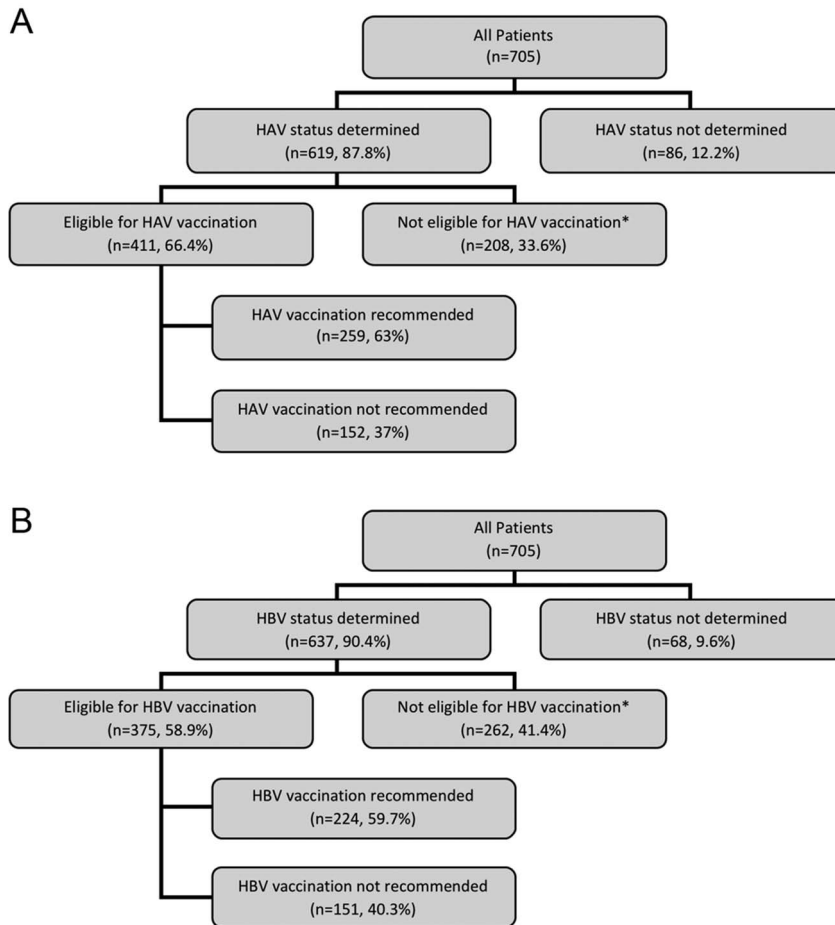 A
All Patients
(n=705)
HAV status determined
(n=619, 87.8%)
HAV status not determined
(n=86, 12.2%)
Eligible for HAV vaccination
(n=411, 66.4%)
Not eligible for HAV vaccination*
(n=208, 33.6%)
HAV vaccination recommended
(n=259, 63%)
HAV vaccination not recommended
(n=152, 37%)
B
All Patients
(n=705)
HBV status determined
(n=637, 90.4%)
HBV status not determined
(n=68, 9.6%)
Eligible for HBV vaccination
(n=375, 58.9%)
Not eligible for HBV vaccination*
(n=262, 41.4%)
HBV vaccination recommended
(n=224, 59.7%)
HBV vaccination not recommended
(n=151, 40.3%)